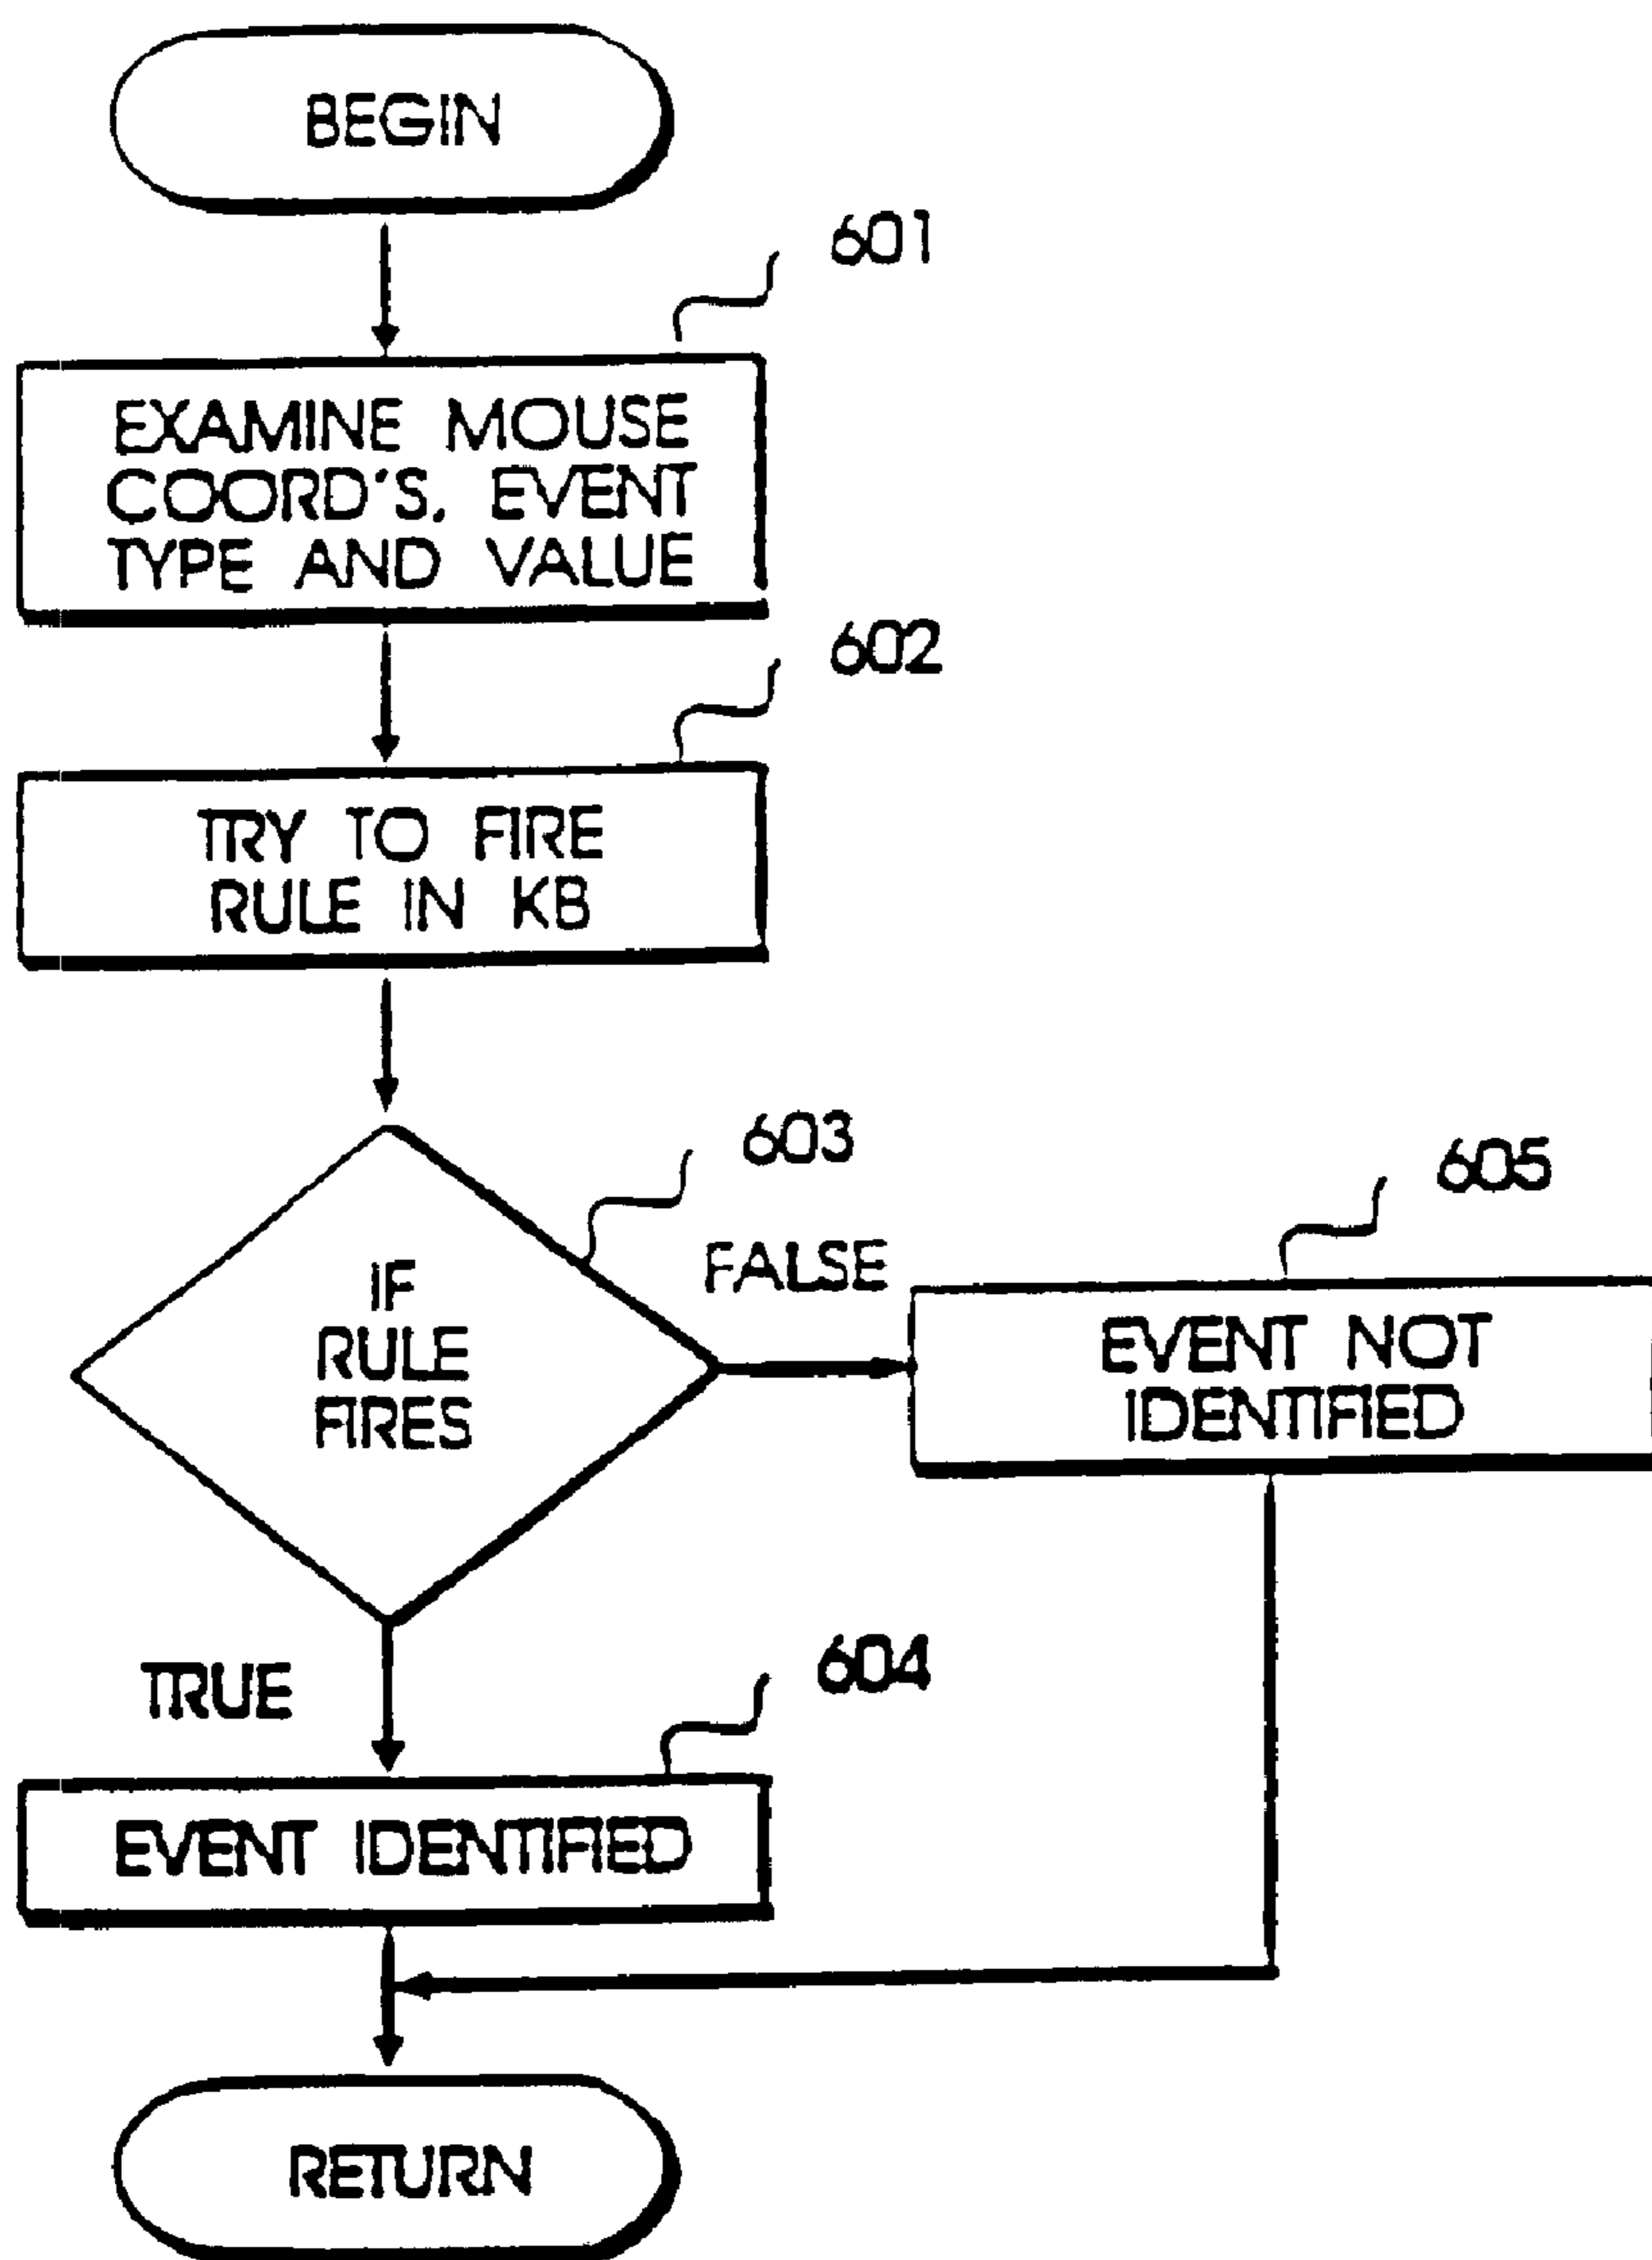 BEGIN
601
EXAMINE MOUSE
COORD'S, EVENT
TYPE AND VALUE
602
TRY TO FIRE
RULE IN KB
603
605
IF
RULE
FIRES
FALSE
EVENT NOT
IDENTIFIED
TRUE
604
EVENT IDENTIFIED
RETURN